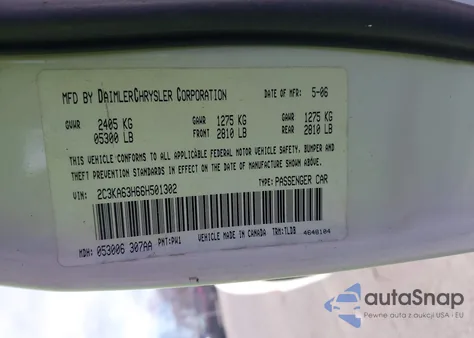 MFD BY DAIMLERCHRYSLER CORPORATION DATE OF MFR: 5-06
GVWR 2405 KG GAWR 1275 KG GAWR 1275 KG
05300 LB FRONT 2810 LB REAR 2810 LB
THIS VEHICLE CONFORMS TO ALL APPLICABLE FEDERAL MOTOR VEHICLE SAFETY, BUMPER AND
THEFT PREVENTION STANDARDS IN EFFECT ON THE DATE OF MANUFACTURE SHOWN ABOVE.
VIN: 2C3KA63H66H501302 TYPE: PASSENGER CAR
MDH: 053006 307AA PNT: PW1 VEHICLE MADE IN CANADA TRM: TLDB 4648104
autoSnap
Pewne auta z aukcji USA - EU